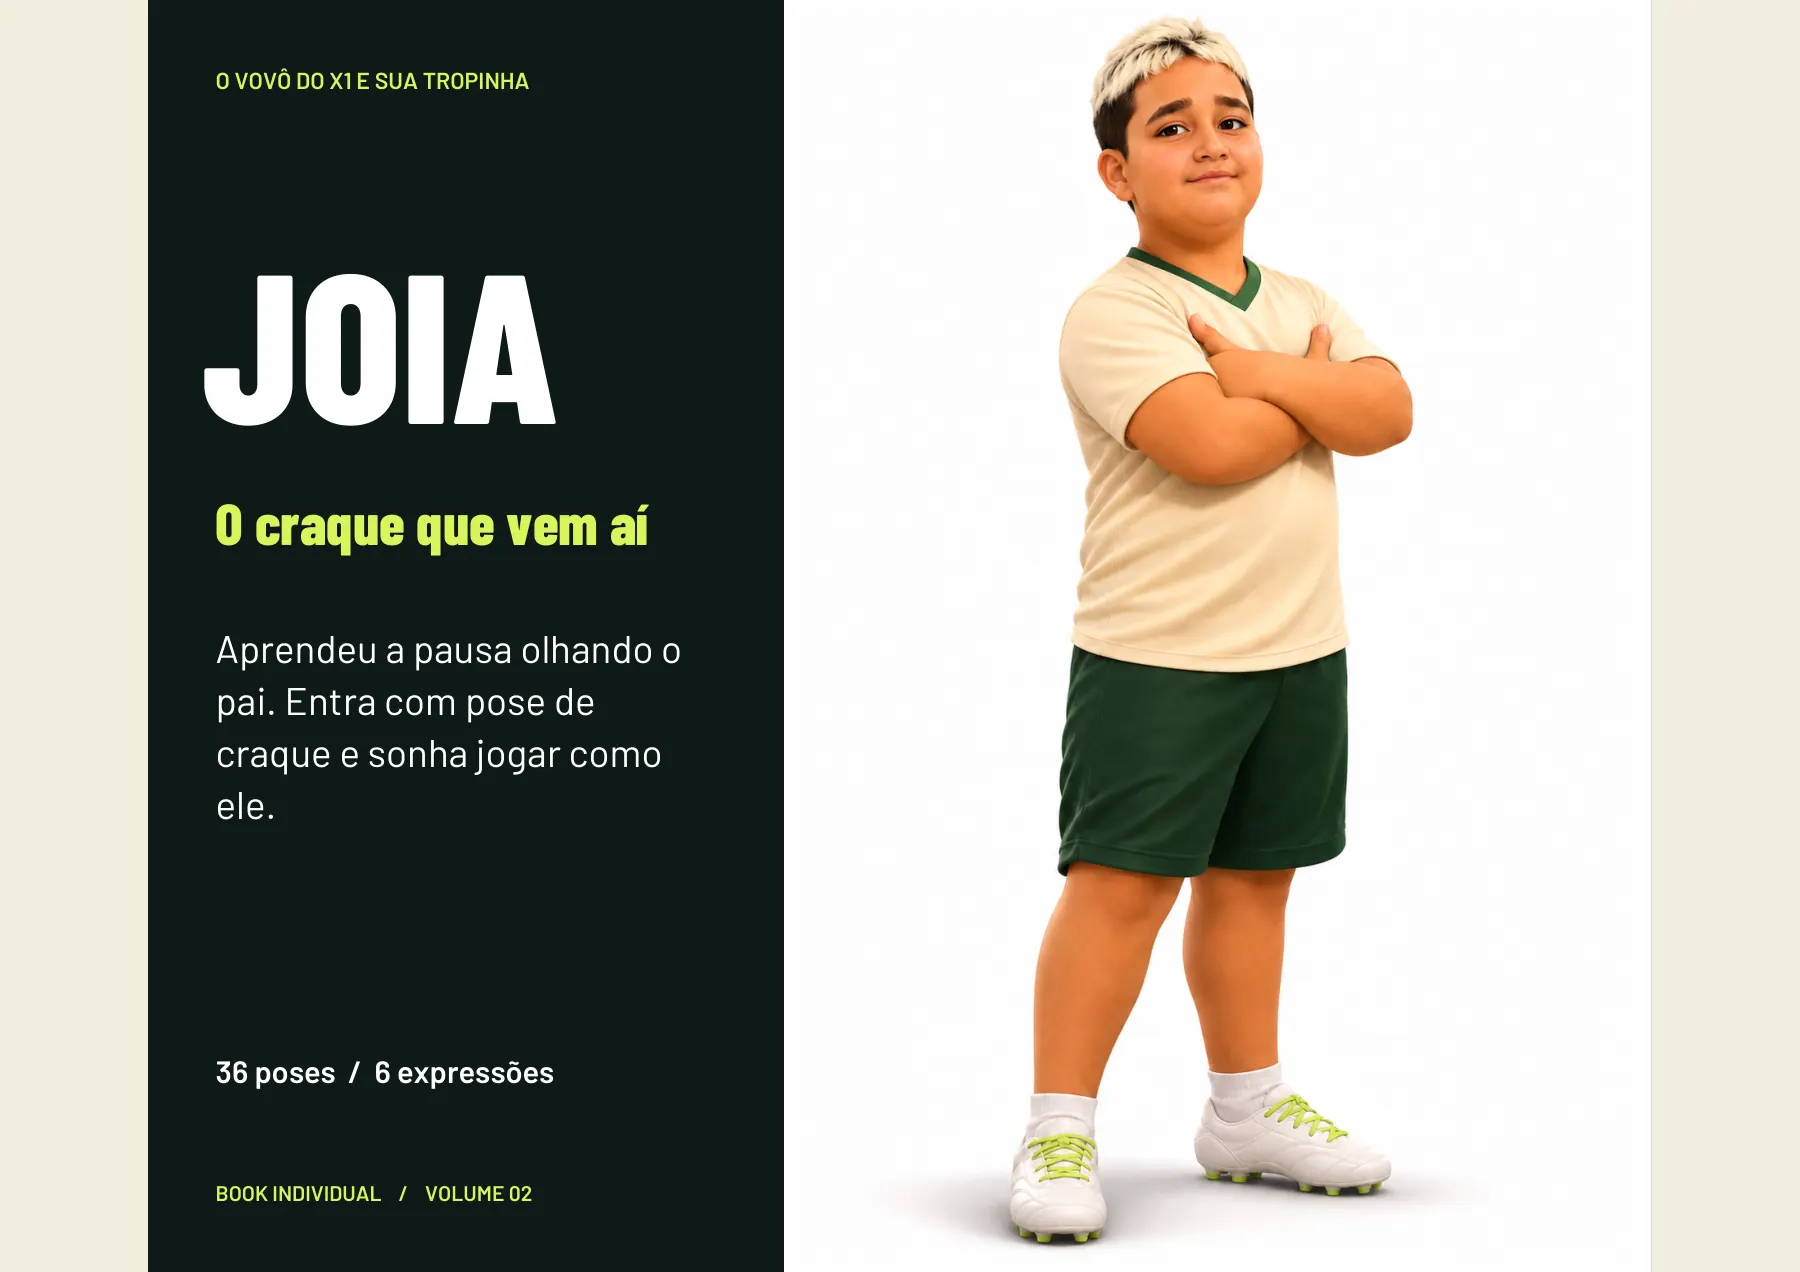 O VOVÔ DO X1 E SUA TROPINHA
JOIA
O craque que vem aí
Aprendeu a pausa olhando o
pai. Entra com pose de
craque e sonha jogar como
ele.
36 poses / 6 expressões
BOOK INDIVIDUAL / VOLUME 02